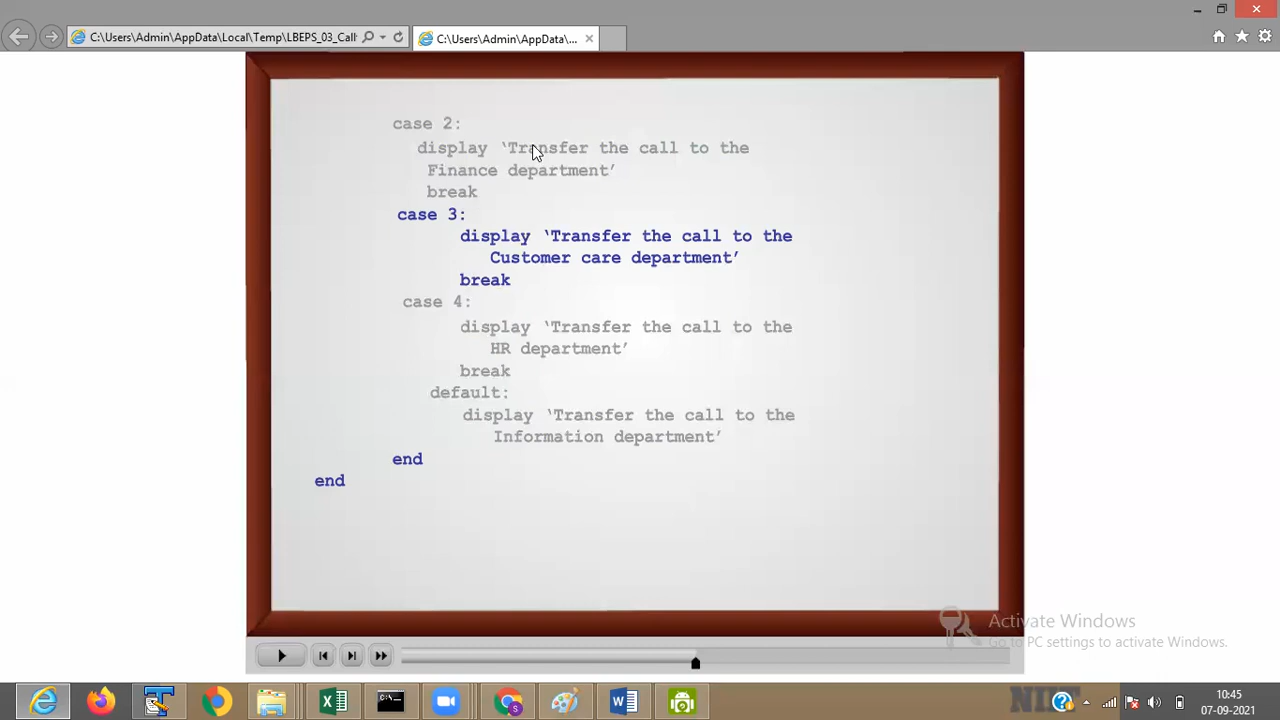 C:\Users\Admin\AppData\Local\Temp\LBEPS_03_Call
C:\Users\Admin\AppData\...
case 2:
display ‘Transfer the call to the
Finance department’
break
case 3:
display ‘Transfer the call to the
Customer care department’
break
case 4:
display ‘Transfer the call to the
HR department’
break
default:
display ‘Transfer the call to the
Information department’
end
end
Activate Windows
Go to PC settings to activate Windows.
NIIT
10:45
07-09-2021